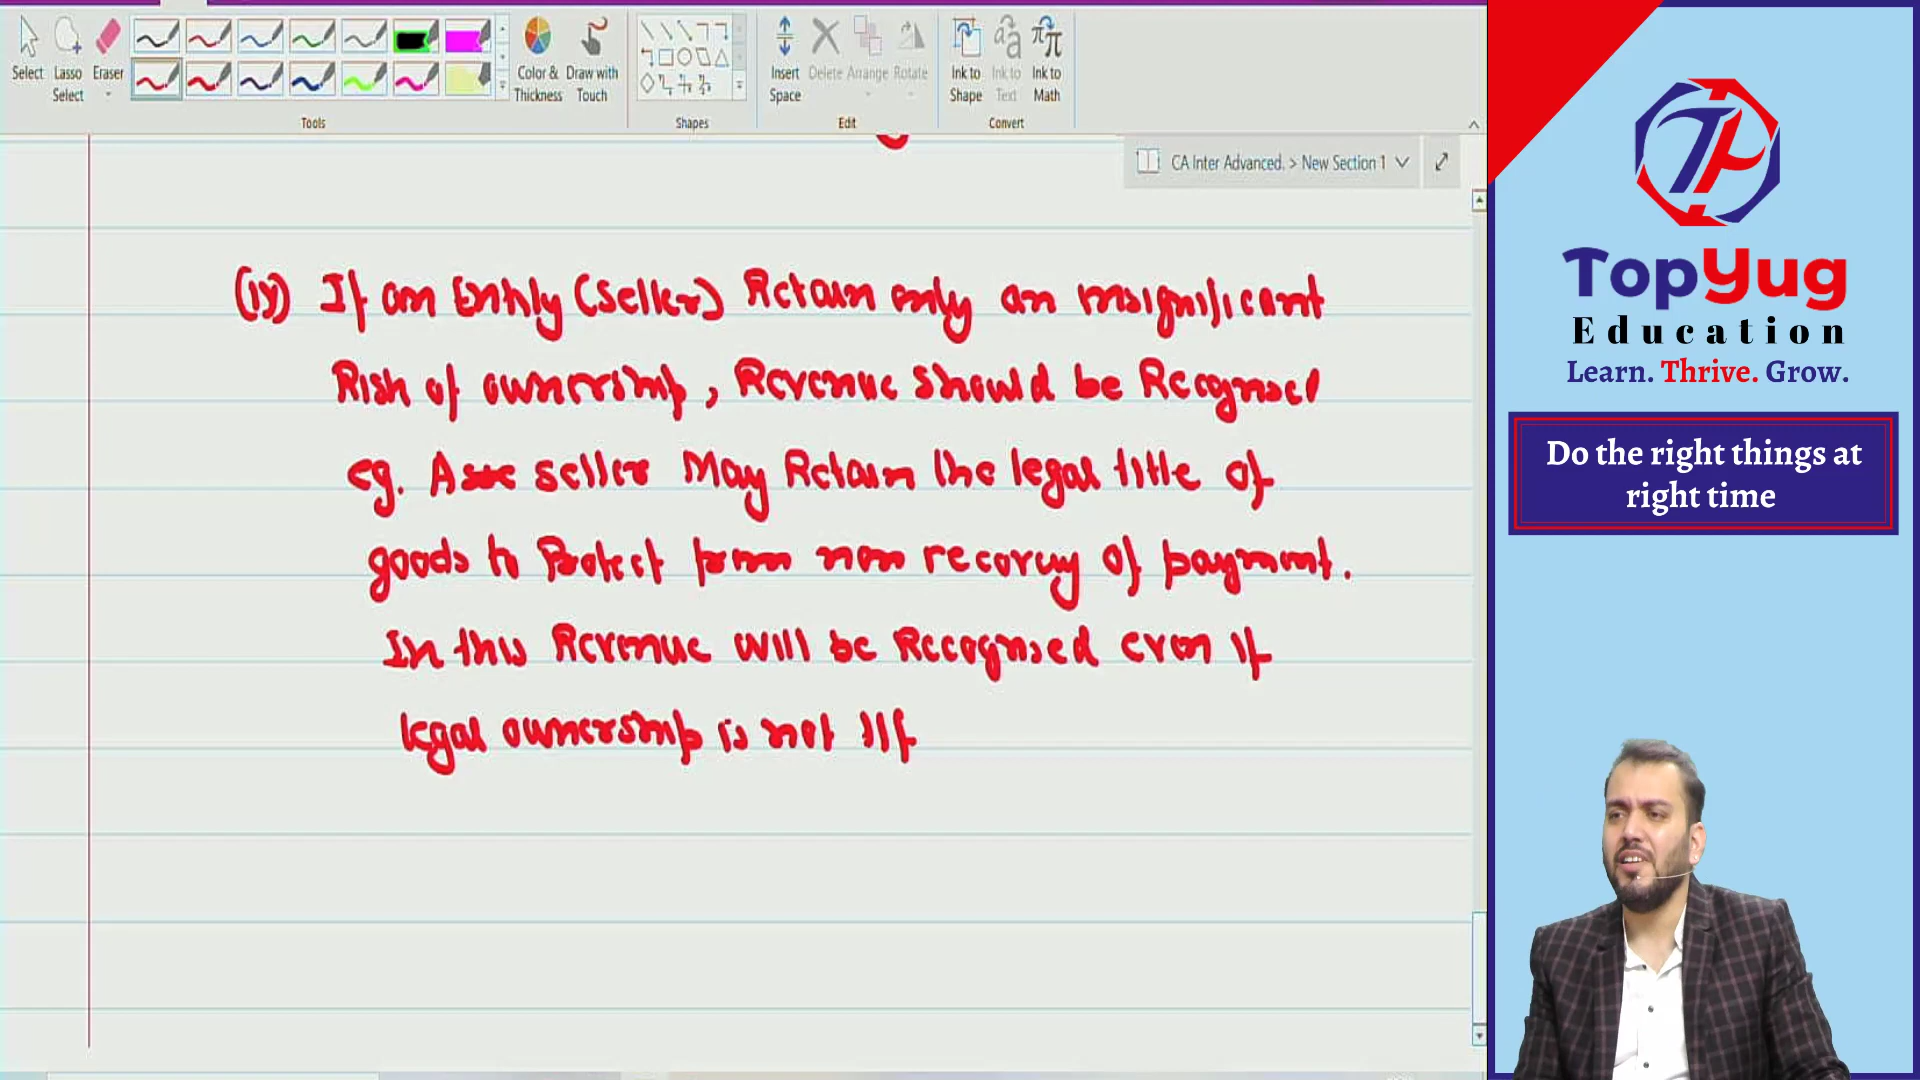 Select
Lasso Select
Eraser
Color & Thickness
Draw with Touch
Insert Space
Delete
Arrange
Rotate
Ink to Shape
Ink to Text
Ink to Math
Tools
Shapes
Edit
Convert
CA Inter Advanced. > New Section 1
(iv) If an Entity (Seller) Retain only an insignificant
Risk of ownership, Revenue should be Recognised
eg. A seller May Retain the legal title of
goods to Protect from non recovery of payment.
In this Revenue will be Recognised even if
legal ownership is not
TopYug
Education
Learn. Thrive. Grow.
Do the right things at
right time